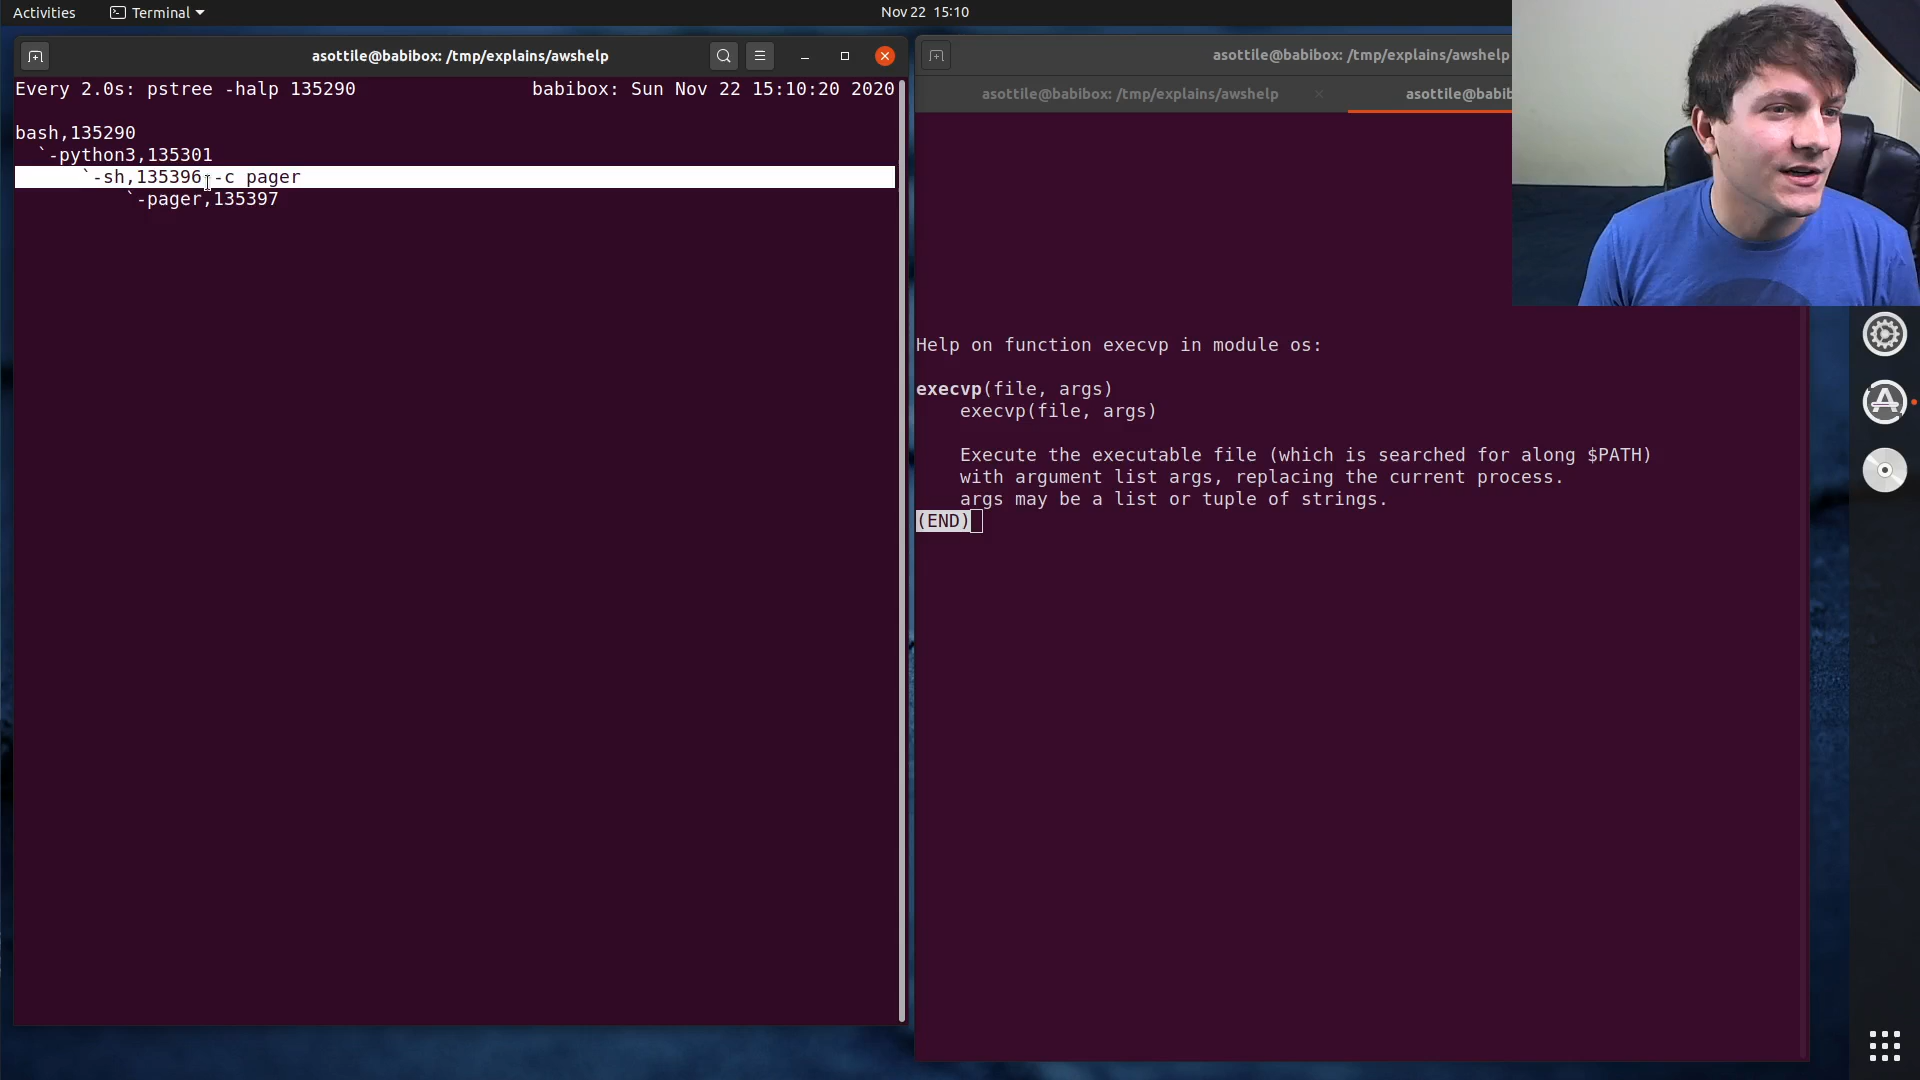 Activities
Terminal
Nov 22 15:10
asottile@babibox: /tmp/explains/awshelp
Every 2.0s: pstree -halp 135290
babibox: Sun Nov 22 15:10:20 2020
bash,135290
`-python3,135301
`-sh,135396 -c pager
`-pager,135397
asottile@babibox: /tmp/explains/awshelp
asottile@babibox: /tmp/explains/awshelp
asottile@babib
Help on function execvp in module os:
execvp(file, args)
execvp(file, args)
Execute the executable file (which is searched for along $PATH)
with argument list args, replacing the current process.
args may be a list or tuple of strings.
(END)